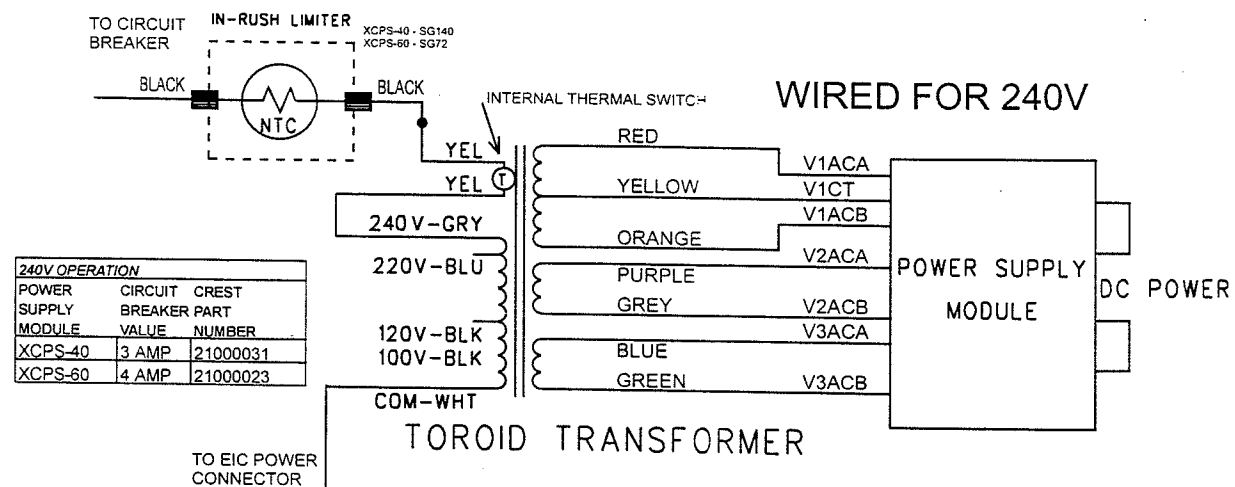 TO CIRCUIT
BREAKER
IN-RUSH LIMITER
XCPS-40 - SG140
XCPS-60 - SG72
BLACK
NTC
BLACK
INTERNAL THERMAL SWITCH
WIRED FOR 240V
YEL
T
YEL
240V-GRY
220V-BLU
120V-BLK
100V-BLK
COM-WHT
RED
YELLOW
ORANGE
PURPLE
GREY
BLUE
GREEN
V1ACA
V1CT
V1ACB
V2ACA
V2ACB
V3ACA
V3ACB
POWER SUPPLY
MODULE
DC POWER
240V OPERATION
POWER SUPPLY MODULE CIRCUIT BREAKER VALUE CREST PART NUMBER
XCPS-40 3 AMP 21000031
XCPS-60 4 AMP 21000023
TOROID TRANSFORMER
TO EIC POWER
CONNECTOR